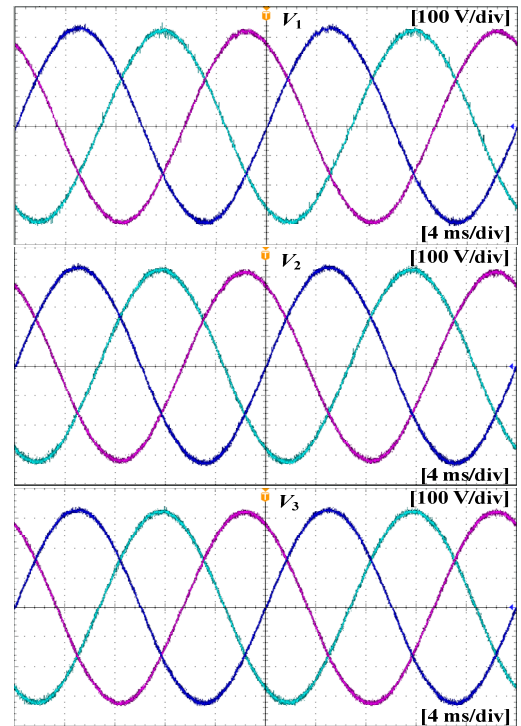 T
V1 [100 V/div]
[4 ms/div]
T
V2 [100 V/div]
[4 ms/div]
T
V3 [100 V/div]
[4 ms/div]